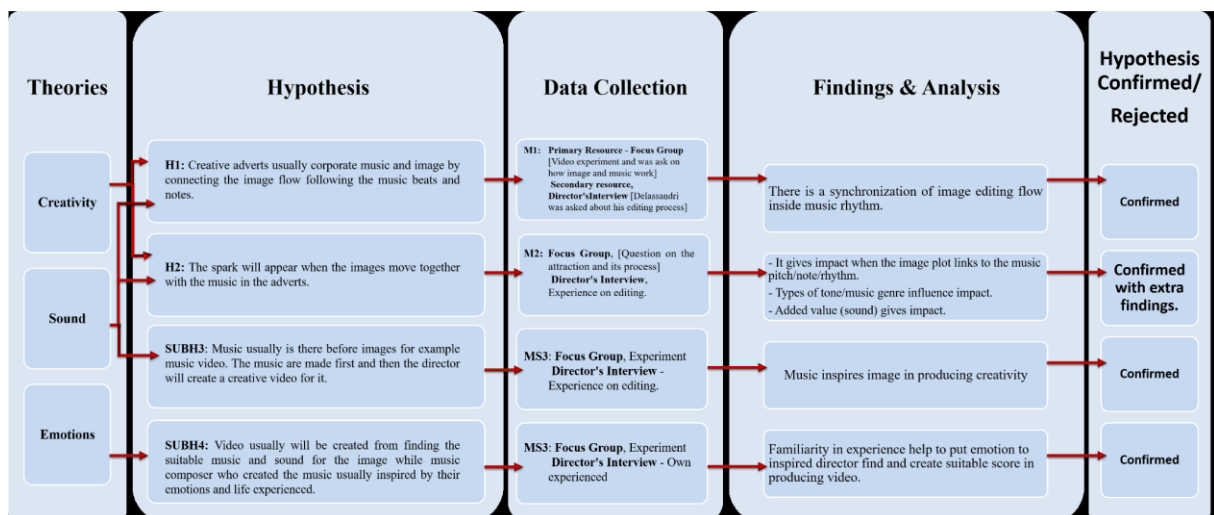 Theories
Creativity
Sound
Emotions
Hypothesis
H1: Creative adverts usually corporate music and image by
connecting the image flow following the music beats and
notes.
H2: The spark will appear when the images move together
with the music in the adverts.
SUBH3: Music usually is there before images for example
music video. The music are made first and then the director
will create a creative video for it.
SUBH4: Video usually will be created from finding the
suitable music and sound for the image while music
composer who created the music usually inspired by their
emotions and life experienced.
Data Collection
M1: Primary Resource - Focus Group
[Video experiment and was ask on
how image and music work]
Secondary resource,
Director'sInterview [Delassandri
was asked about his editing process]
M2: Focus Group, [Question on the
attraction and its process]
Director's Interview,
Experience on editing.
MS3: Focus Group, Experiment
Director's Interview -
Experience on editing.
MS3: Focus Group, Experiment
Director's Interview - Own
experienced
Findings & Analysis
There is a synchronization of image editing flow
inside music rhythm.
- It gives impact when the image plot links to the music
pitch/note/rhythm.
- Types of tone/music genre influence impact.
- Added value (sound) gives impact.
Music inspires image in producing creativity
Familiarity in experience help to put emotion to
inspired director find and create suitable score in
producing video.
Hypothesis
Confirmed/
Rejected
Confirmed
Confirmed
with extra
findings.
Confirmed
Confirmed